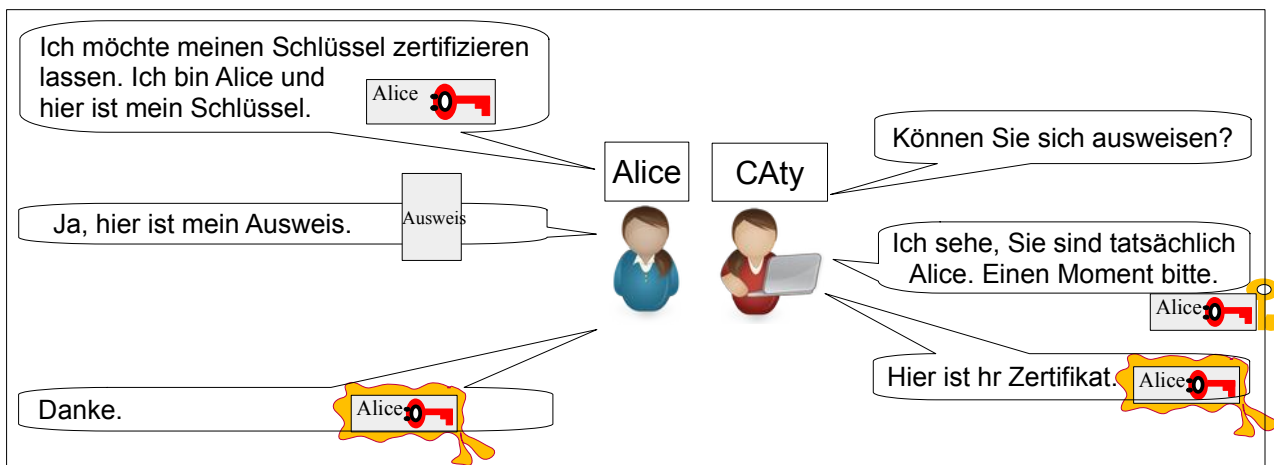 Ich möchte meinen Schlüssel zertifizieren
lassen. Ich bin Alice und
hier ist mein Schlüssel.
Alice
Alice
CAty
Können Sie sich ausweisen?
Ja, hier ist mein Ausweis.
Ausweis
Ich sehe, Sie sind tatsächlich
Alice. Einen Moment bitte.
Alice
Hier ist hr Zertifikat.
Alice
Danke.
Alice